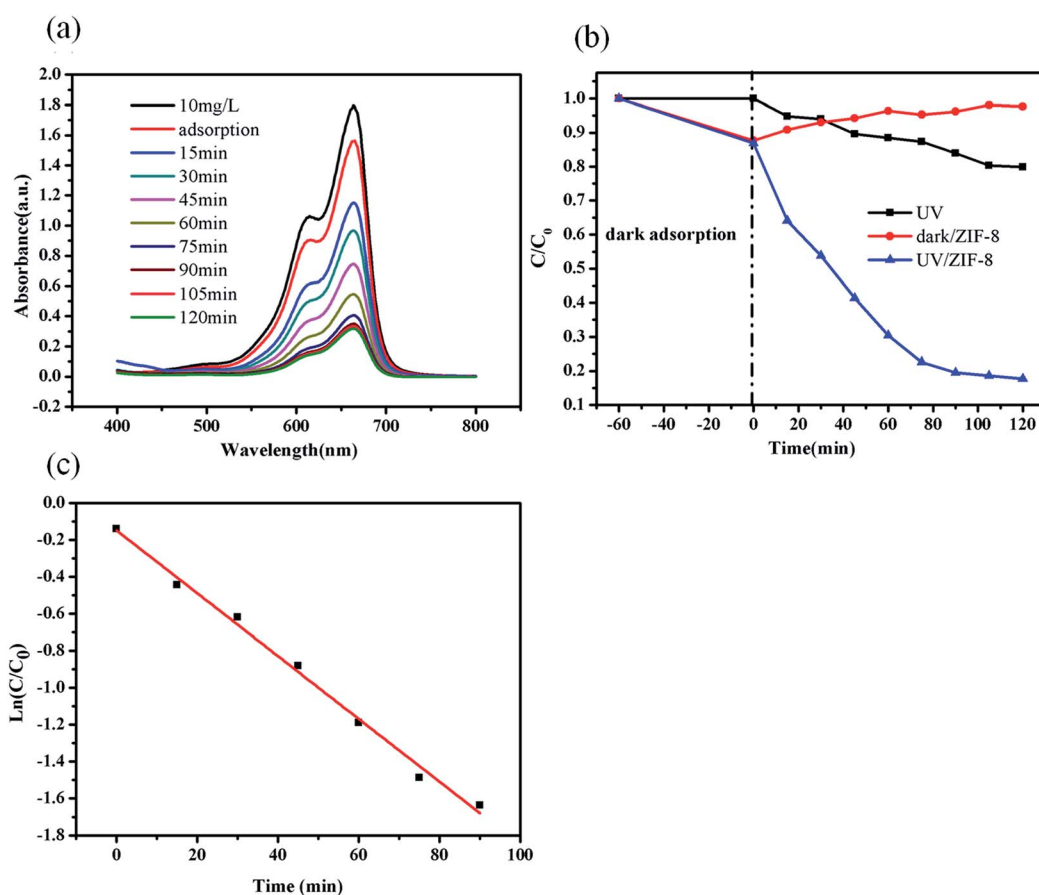 (a)
2.0
1.8
1.6
1.4
1.2
1.0
0.8
0.6
0.4
0.2
0.0
-0.2
Absorbance(a.u.)
10mg/L
adsorption
15min
30min
45min
60min
75min
90min
105min
120min
400 500 600 700 800
Wavelength(nm)
(b)
1.0
0.9
0.8
0.7
0.6
0.5
0.4
0.3
0.2
0.1
C/C0
dark adsorption
UV
dark/ZIF-8
UV/ZIF-8
-60 -40 -20 0 20 40 60 80 100 120
Time(min)
(c)
0.0
-0.2
-0.4
-0.6
-0.8
-1.0
-1.2
-1.4
-1.6
-1.8
Ln(C/C0)
0 20 40 60 80 100
Time (min)